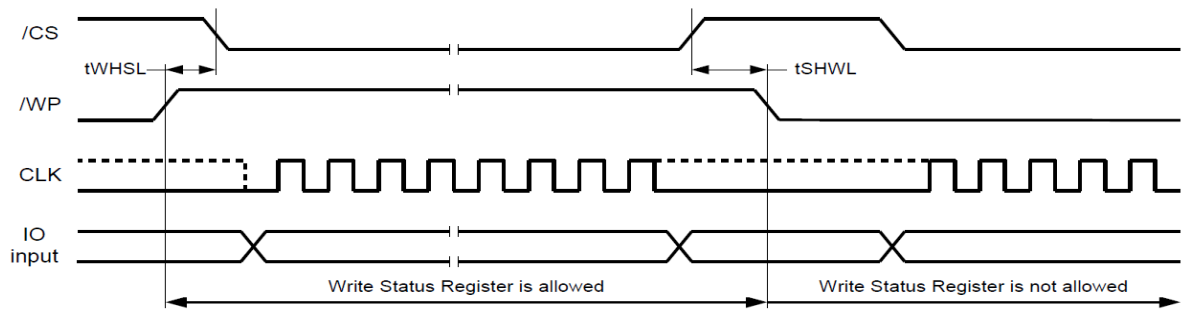 /CS
tWHSL
tSHWL
/WP
CLK
IO
input
Write Status Register is allowed
Write Status Register is not allowed